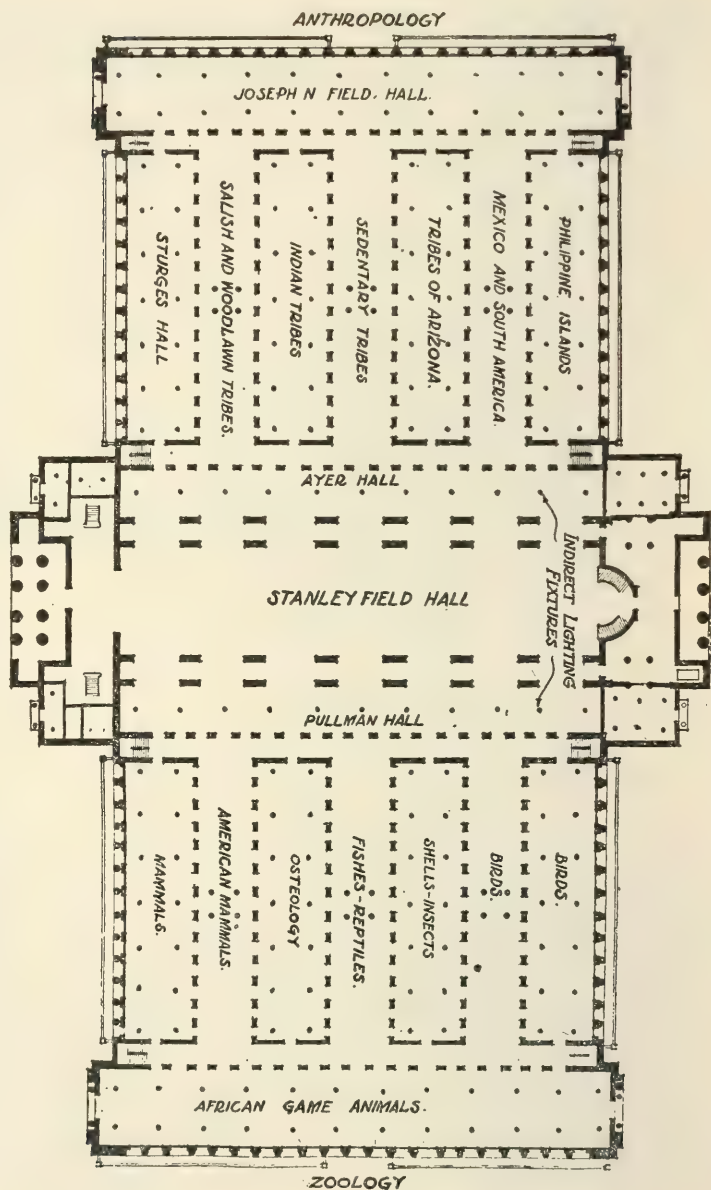 ANTHROPOLOGY
JOSEPH N FIELD. HALL.
STURGES HALL
SALISH AND WOODLAWN TRIBES.
INDIAN TRIBES
SEDENTARY TRIBES
TRIBES OF ARIZONA.
MEXICO AND SOUTH AMERICA.
PHILIPPINE ISLANDS
AYER HALL
STANLEY FIELD HALL
INDIRECT LIGHTING
FIXTURES
PULLMAN HALL
MAMMALS.
AMERICAN MAMMALS.
OSTEOLOGY
FISHES-REPTILES.
SHELLS-INSECTS
BIRDS.
BIRDS.
AFRICAN GAME ANIMALS.
ZOOLOGY